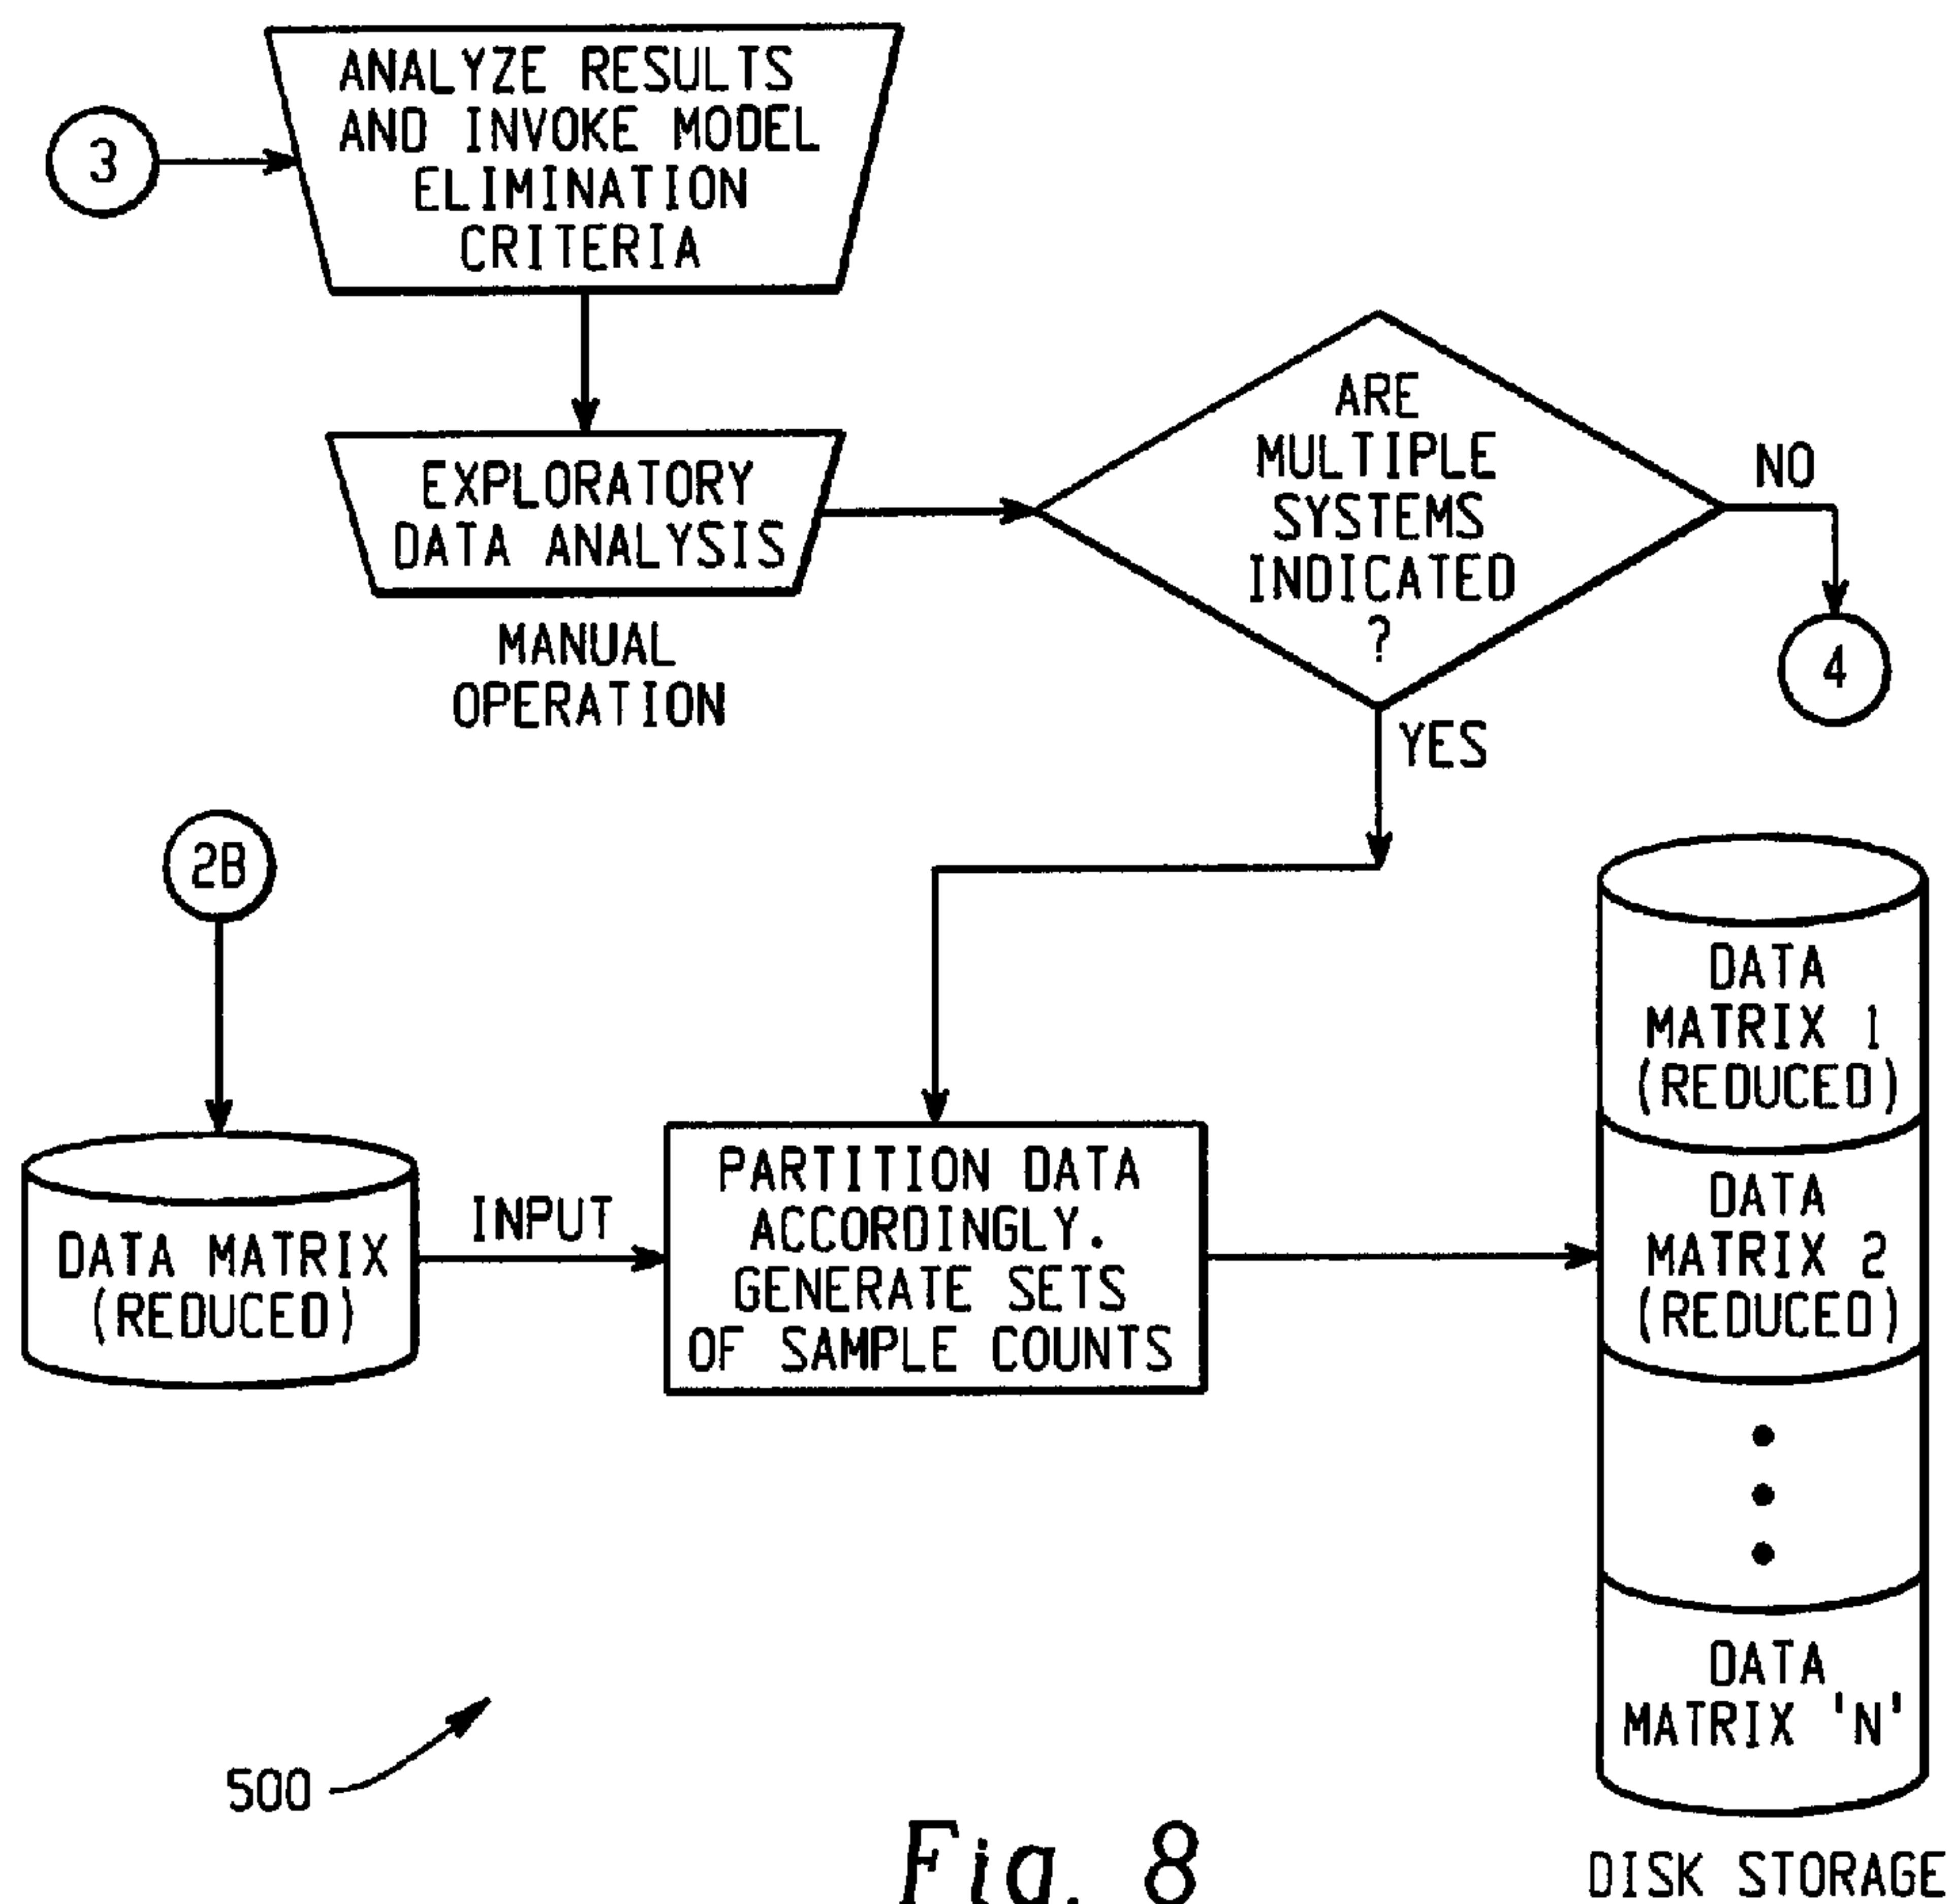 3
ANALYZE RESULTS
AND INVOKE MODEL
ELIMINATION
CRITERIA
EXPLORATORY
DATA ANALYSIS
MANUAL
OPERATION
ARE
MULTIPLE
SYSTEMS
INDICATED
?
NO
4
YES
2B
DATA MATRIX
(REDUCED)
INPUT
PARTITION DATA
ACCORDINGLY.
GENERATE SETS
OF SAMPLE COUNTS
DATA
MATRIX 1
(REDUCED)
DATA
MATRIX 2
(REDUCED)
DATA
MATRIX 'N'
DISK STORAGE
500
Fig. 8